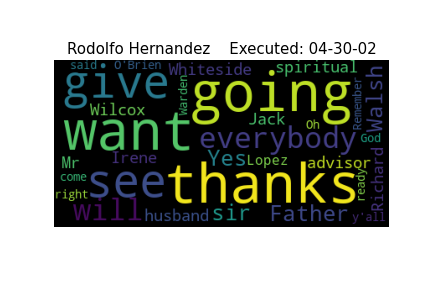 Rodolfo Hernandez    Executed: 04-30-02
said O'Brien Whiteside spiritual
give Warden going Remember Walsh
Wilcox Jack Oh
want everybody God
Mr Irene Yes Lopez advisor
come see thanks ready Richard
right will husband sir Father y'all